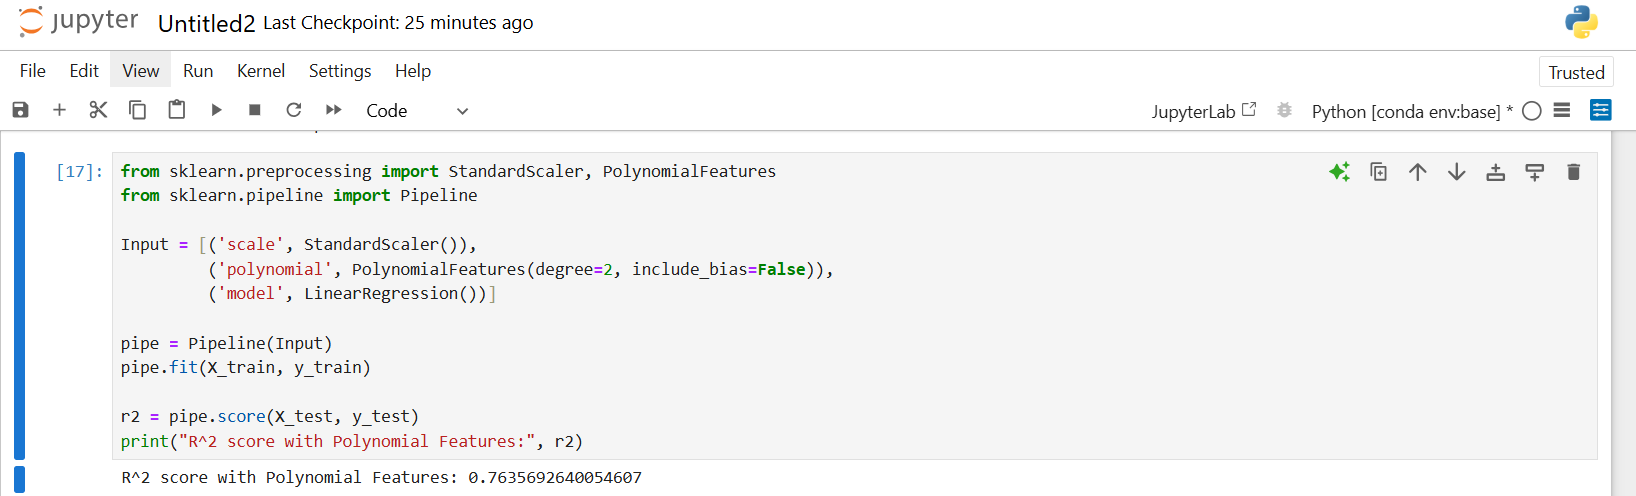 jupyter Untitled2 Last Checkpoint: 25 minutes ago
File Edit View Run Kernel Settings Help Trusted
Code JupyterLab Python [conda env:base] *
[17]: from sklearn.preprocessing import StandardScaler, PolynomialFeatures
from sklearn.pipeline import Pipeline
Input = [('scale', StandardScaler()),
('polynomial', PolynomialFeatures(degree=2, include_bias=False)),
('model', LinearRegression())]
pipe = Pipeline(Input)
pipe.fit(X_train, y_train)
r2 = pipe.score(X_test, y_test)
print("R^2 score with Polynomial Features:", r2)
R^2 score with Polynomial Features: 0.7635692640054607